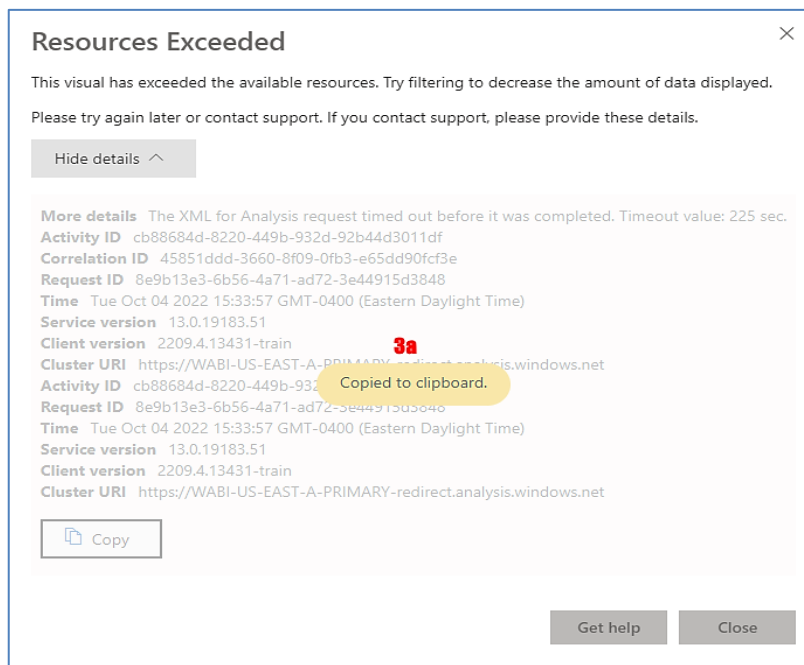 Resources Exceeded
This visual has exceeded the available resources. Try filtering to decrease the amount of data displayed.
Please try again later or contact support. If you contact support, please provide these details.
Hide details
More details The XML for Analysis request timed out before it was completed. Timeout value: 225 sec.
Activity ID cb88684d-8220-449b-932d-92b44d3011df
Correlation ID 45851ddd-3660-8f09-0fb3-e65dd90fcf3e
Request ID 8e9b13e3-6b56-4a71-ad72-3e44915d3848
Time Tue Oct 04 2022 15:33:57 GMT-0400 (Eastern Daylight Time)
Service version 13.0.19183.51
Client version 2209.4.13431-train
3a
Cluster URI https://WABI-US-EAST-A-PRIMARY-redirect.analysis.windows.net
Activity ID cb88684d-8220-449b-932
Copied to clipboard.
Request ID 8e9b13e3-6b56-4a71-ad72-3e44915d3848
Time Tue Oct 04 2022 15:33:57 GMT-0400 (Eastern Daylight Time)
Service version 13.0.19183.51
Client version 2209.4.13431-train
Cluster URI https://WABI-US-EAST-A-PRIMARY-redirect.analysis.windows.net
Copy
Get help
Close